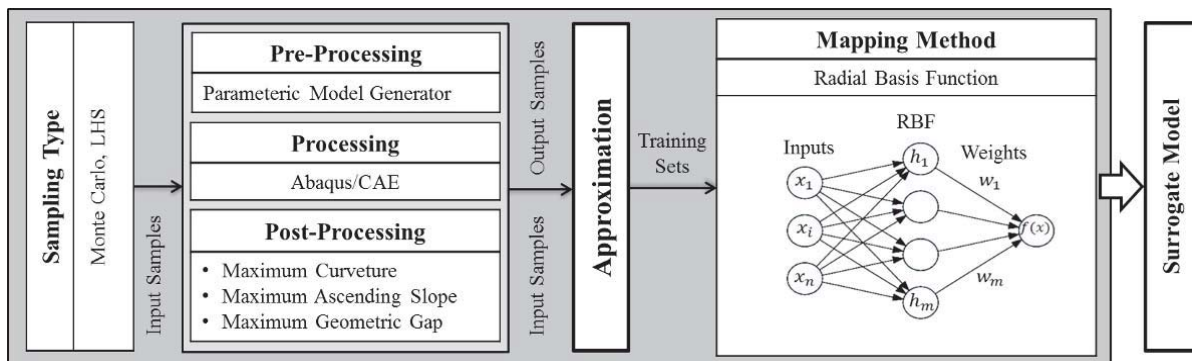 Sampling Type
Monte Carlo, LHS
Input Samples
Pre-Processing
Parameteric Model Generator
Processing
Abaqus/CAE
Post-Processing
• Maximum Curveture
• Maximum Ascending Slope
• Maximum Geometric Gap
Output Samples
Input Samples
Approximation
Training
Sets
Mapping Method
Radial Basis Function
RBF
Inputs
Weights
h₁
x₁
w₁
xᵢ
f(x)
xₙ
wₘ
hₘ
Surrogate Model